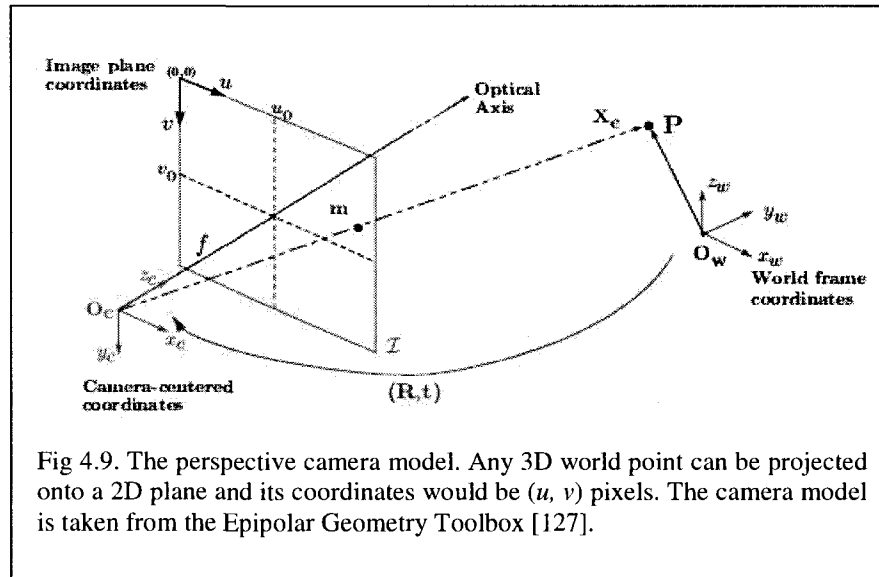 Image plane
coordinates
(0,0)
u
v
u0
v0
Optical
Axis
Xc
P
m
f
zw
yw
xw
Ow
World frame
coordinates
zc
Oc
xc
yc
I
Camera-centered
coordinates
(R,t)
Fig 4.9. The perspective camera model. Any 3D world point can be projected
onto a 2D plane and its coordinates would be (u, v) pixels. The camera model
is taken from the Epipolar Geometry Toolbox [127].